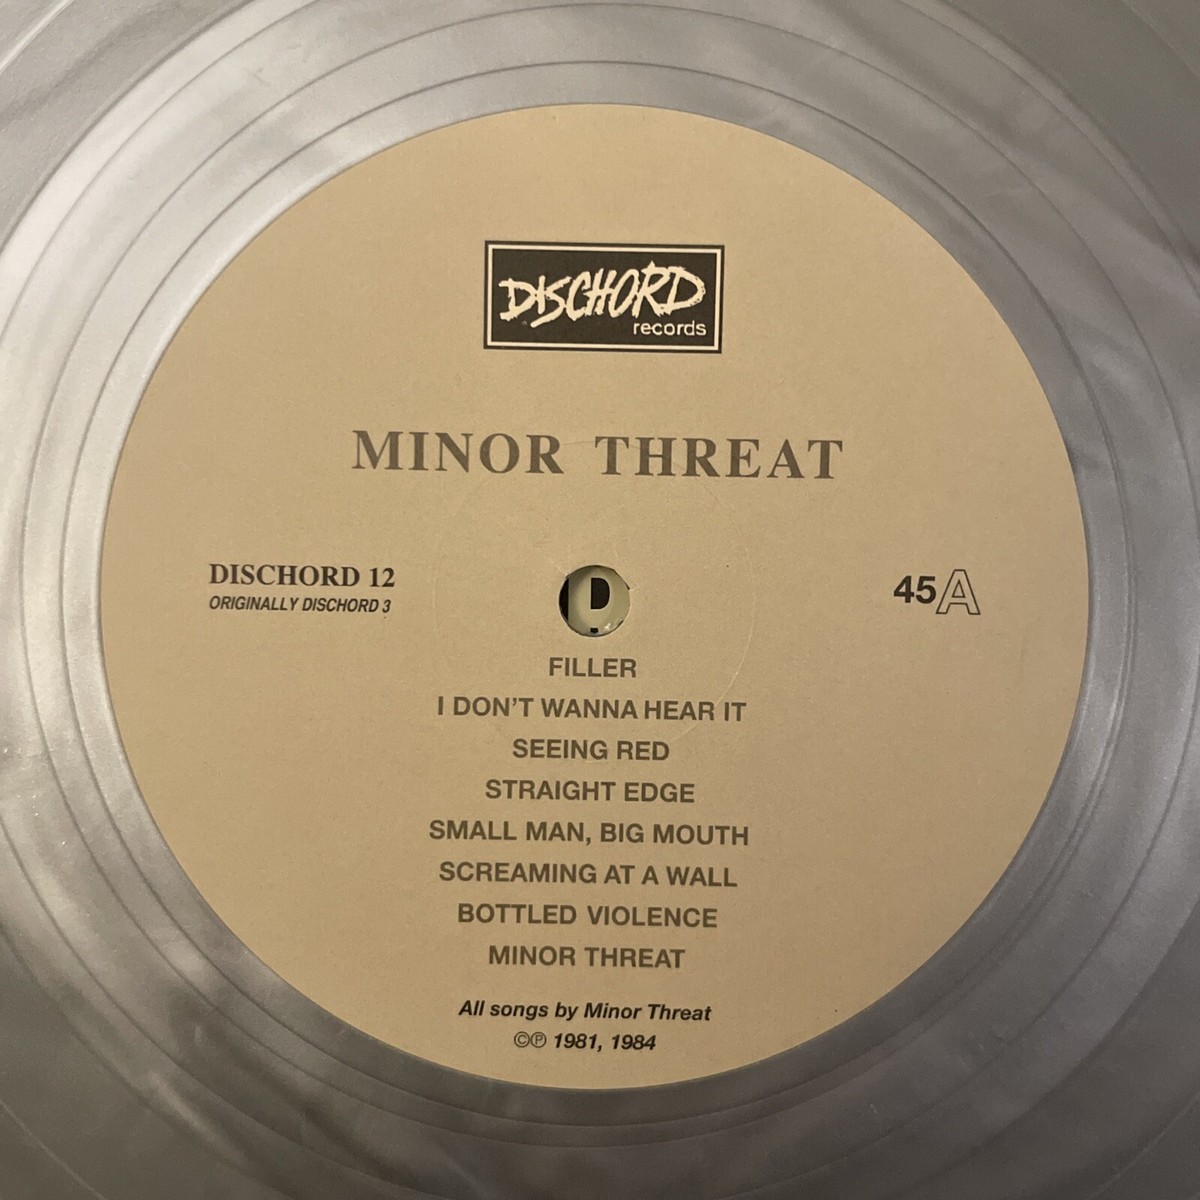 DISCHORD
records
MINOR THREAT
DISCHORD 12
ORIGINALLY DISCHORD 3
45A
D
FILLER
I DON'T WANNA HEAR IT
SEEING RED
STRAIGHT EDGE
SMALL MAN, BIG MOUTH
SCREAMING AT A WALL
BOTTLED VIOLENCE
MINOR THREAT
All songs by Minor Threat
©℗ 1981, 1984